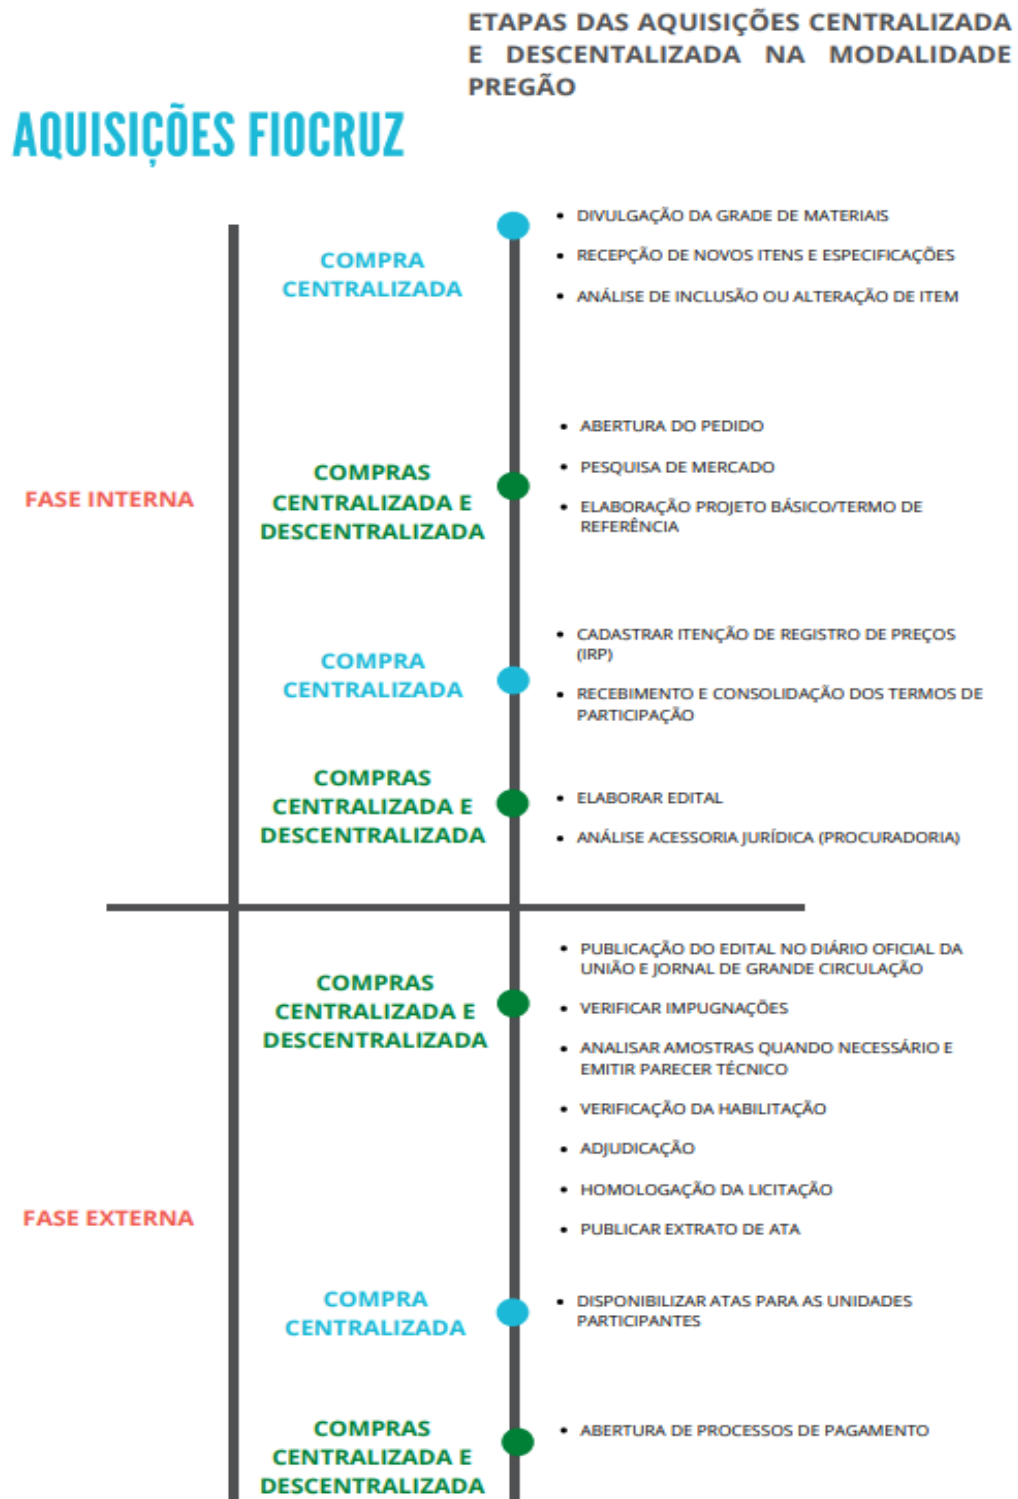 ETAPAS DAS AQUISIÇÕES CENTRALIZADA
E DESCENTALIZADA NA MODALIDADE
PREGÃO
AQUISIÇÕES FIOCRUZ
FASE INTERNA
COMPRA
CENTRALIZADA
• DIVULGAÇÃO DA GRADE DE MATERIAIS
• RECEPÇÃO DE NOVOS ITENS E ESPECIFICAÇÕES
• ANÁLISE DE INCLUSÃO OU ALTERAÇÃO DE ITEM
COMPRAS
CENTRALIZADA E
DESCENTRALIZADA
• ABERTURA DO PEDIDO
• PESQUISA DE MERCADO
• ELABORAÇÃO PROJETO BÁSICO/TERMO DE
REFERÊNCIA
COMPRA
CENTRALIZADA
• CADASTRAR ITENÇÃO DE REGISTRO DE PREÇOS
(IRP)
• RECEBIMENTO E CONSOLIDAÇÃO DOS TERMOS DE
PARTICIPAÇÃO
COMPRAS
CENTRALIZADA E
DESCENTRALIZADA
• ELABORAR EDITAL
• ANÁLISE ACESSORIA JURÍDICA (PROCURADORIA)
FASE EXTERNA
COMPRAS
CENTRALIZADA E
DESCENTRALIZADA
• PUBLICAÇÃO DO EDITAL NO DIÁRIO OFICIAL DA
UNIÃO E JORNAL DE GRANDE CIRCULAÇÃO
• VERIFICAR IMPUGNAÇÕES
• ANALISAR AMOSTRAS QUANDO NECESSÁRIO E
EMITIR PARECER TÉCNICO
• VERIFICAÇÃO DA HABILITAÇÃO
• ADJUDICAÇÃO
• HOMOLOGAÇÃO DA LICITAÇÃO
• PUBLICAR EXTRATO DE ATA
COMPRA
CENTRALIZADA
• DISPONIBILIZAR ATAS PARA AS UNIDADES
PARTICIPANTES
COMPRAS
CENTRALIZADA E
DESCENTRALIZADA
• ABERTURA DE PROCESSOS DE PAGAMENTO